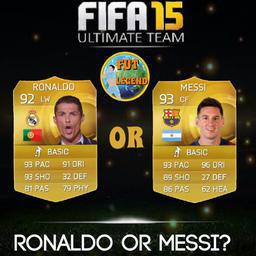 FIFA 15
ULTIMATE TEAM
FUT
LEGEND
RONALDO
92 LW
BASIC
93 PAC 91 DRI
93 SHO 32 DEF
81 PAS 79 PHY
OR
MESSI
93 CF
BASIC
93 PAC 96 DRI
89 SHO 27 DEF
86 PAS 62 HEA
RONALDO OR MESSI?